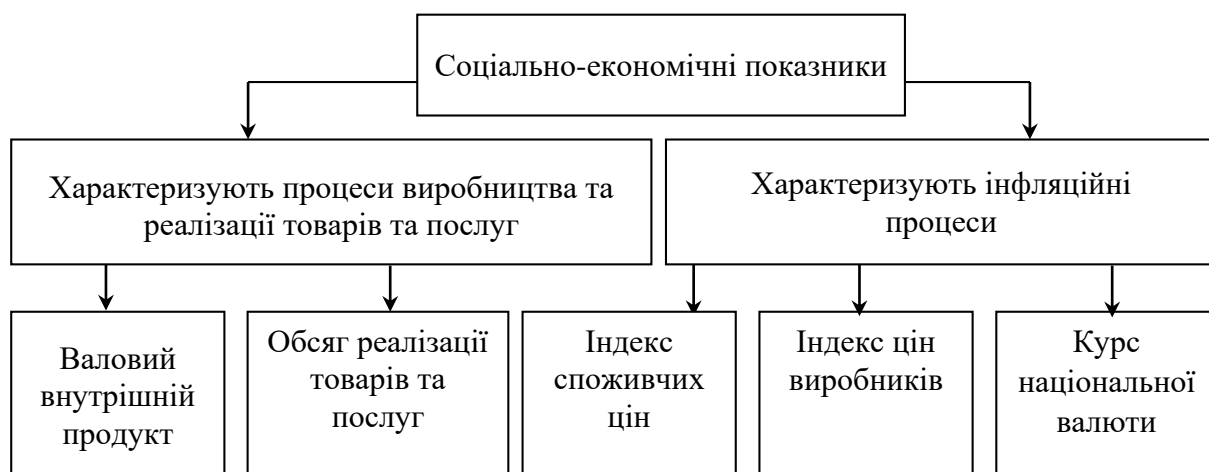 Соціально-економічні показники
Характеризують процеси виробництва та
реалізації товарів та послуг
Характеризують інфляційні
процеси
Валовий
внутрішній
продукт
Обсяг реалізації
товарів та
послуг
Індекс
споживчих
цін
Індекс цін
виробників
Курс
національної
валюти